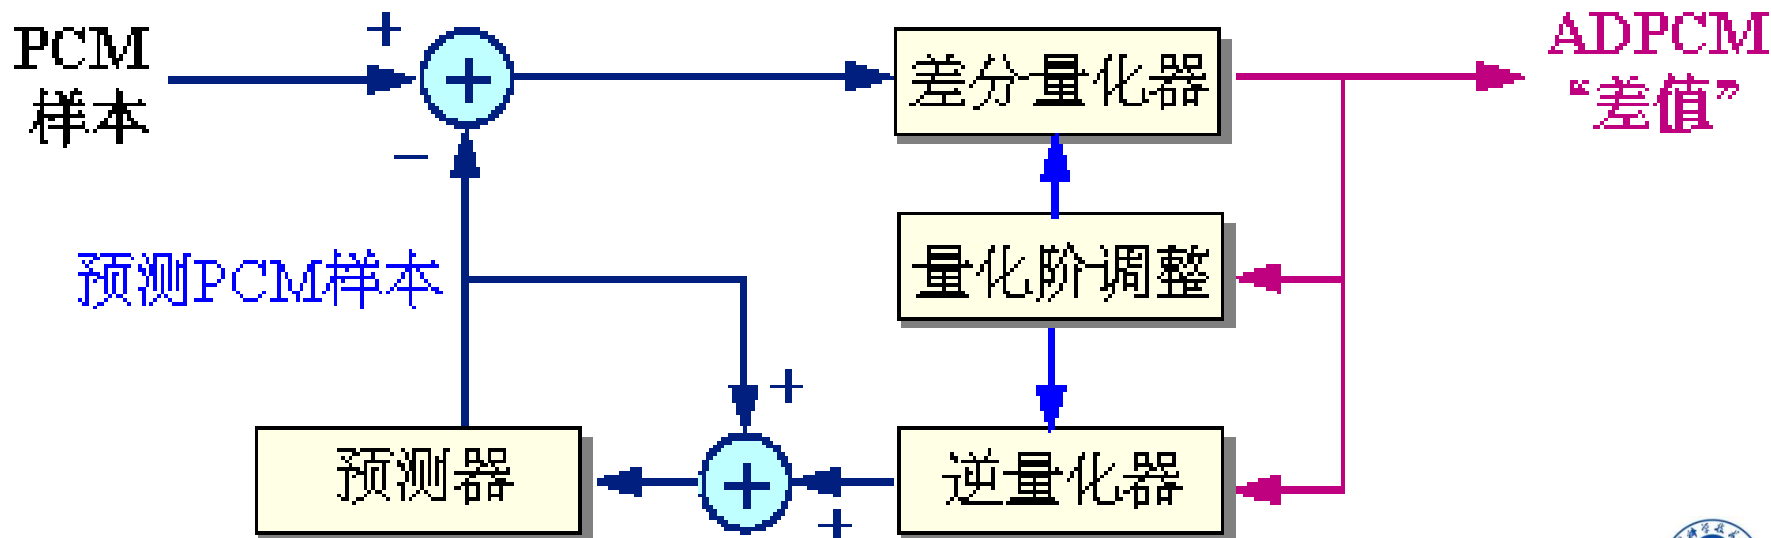 PCM
样本
+
+
−
差分量化器
ADPCM
“差值”
预测PCM样本
量化阶调整
+
预测器
+
+
逆量化器